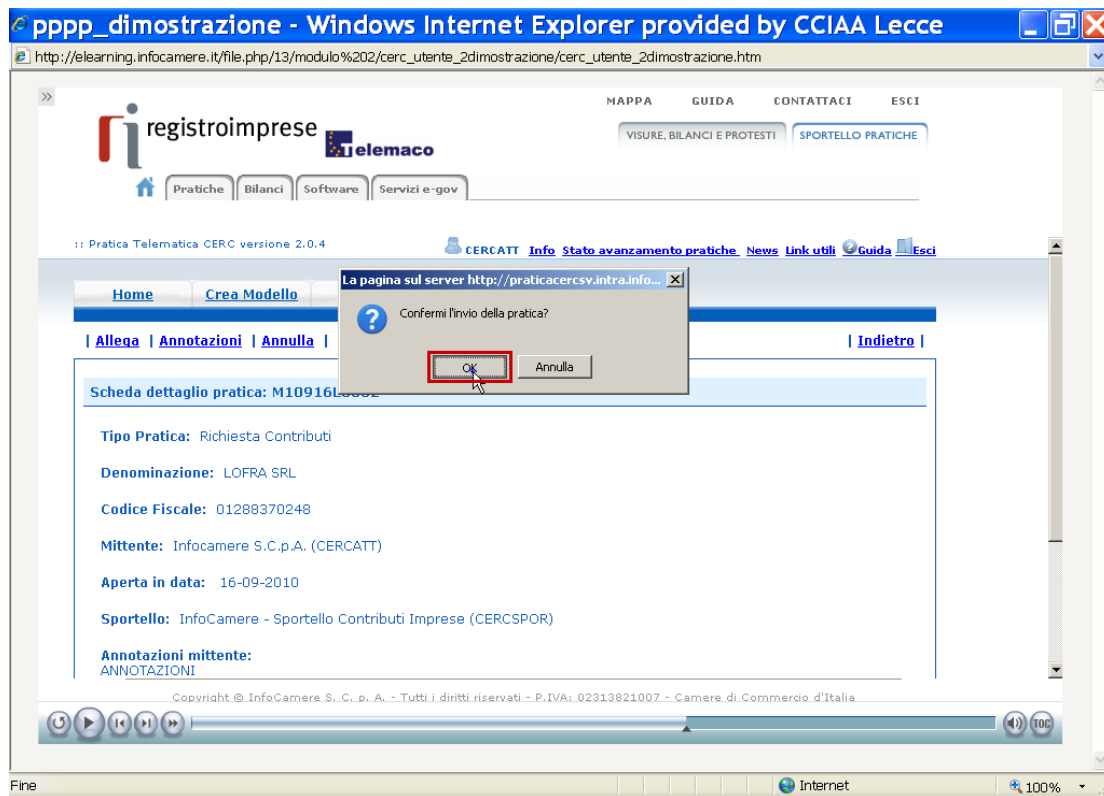 pppp_dimostrazione - Windows Internet Explorer provided by CCIAA Lecce
http://elearning.infocamere.it/file.php/13/modulo%202/cerc_utente_2dimostrazione/cerc_utente_2dimostrazione.htm
MAPPA GUIDA CONTATTACI ESCI
registroimprese
Telemaco
VISURE, BILANCI E PROTESTI SPORTELLO PRATICHE
Pratiche Bilanci Software Servizi e-gov
:: Pratica Telematica CERC versione 2.0.4
CERCATT Info Stato avanzamento pratiche News Link utili Guida Esci
La pagina sul server http://praticacercsv.intra.info...
Home Crea Modello
Confermi l'invio della pratica?
| Allega | Annotazioni | Annulla | | Indietro |
OK Annulla
Scheda dettaglio pratica:
Tipo Pratica: Richiesta Contributi
Denominazione: LOFRA SRL
Codice Fiscale: 01288370248
Mittente: Infocamere S.C.p.A. (CERCATT)
Aperta in data: 16-09-2010
Sportello: InfoCamere - Sportello Contributi Imprese (CERCSPOR)
Annotazioni mittente:
ANNOTAZIONI
Copyright @ InfoCamere S. C. p. A. - Tutti i diritti riservati - P.IVA: 02313821007 - Camere di Commercio d'Italia
TOC
Fine Internet 100%